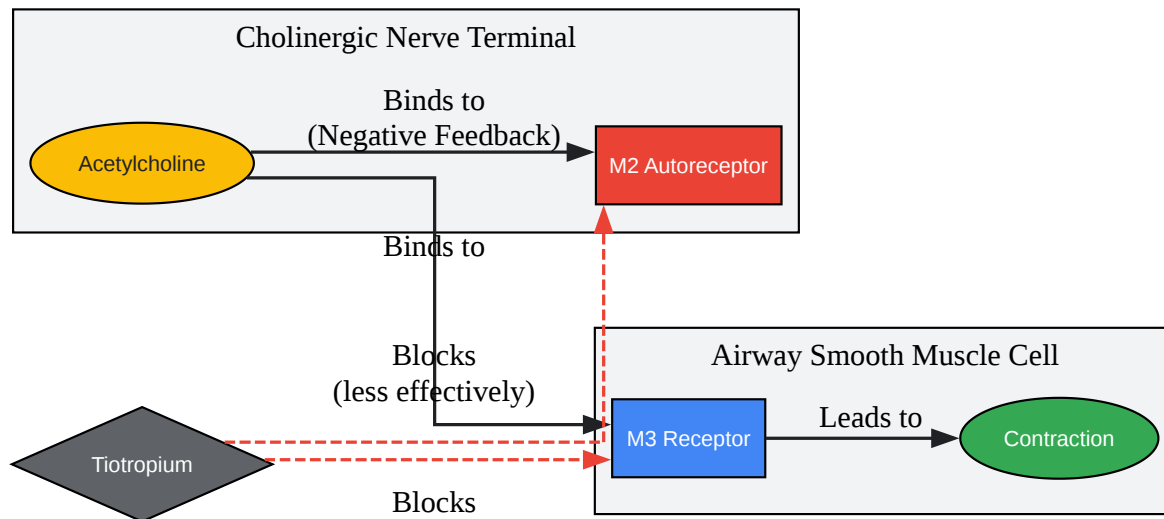 Cholinergic Nerve Terminal
Binds to
(Negative Feedback)
Acetylcholine
M2 Autoreceptor
Binds to
Blocks
(less effectively)
Airway Smooth Muscle Cell
Leads to
M3 Receptor
Contraction
Tiotropium
Blocks